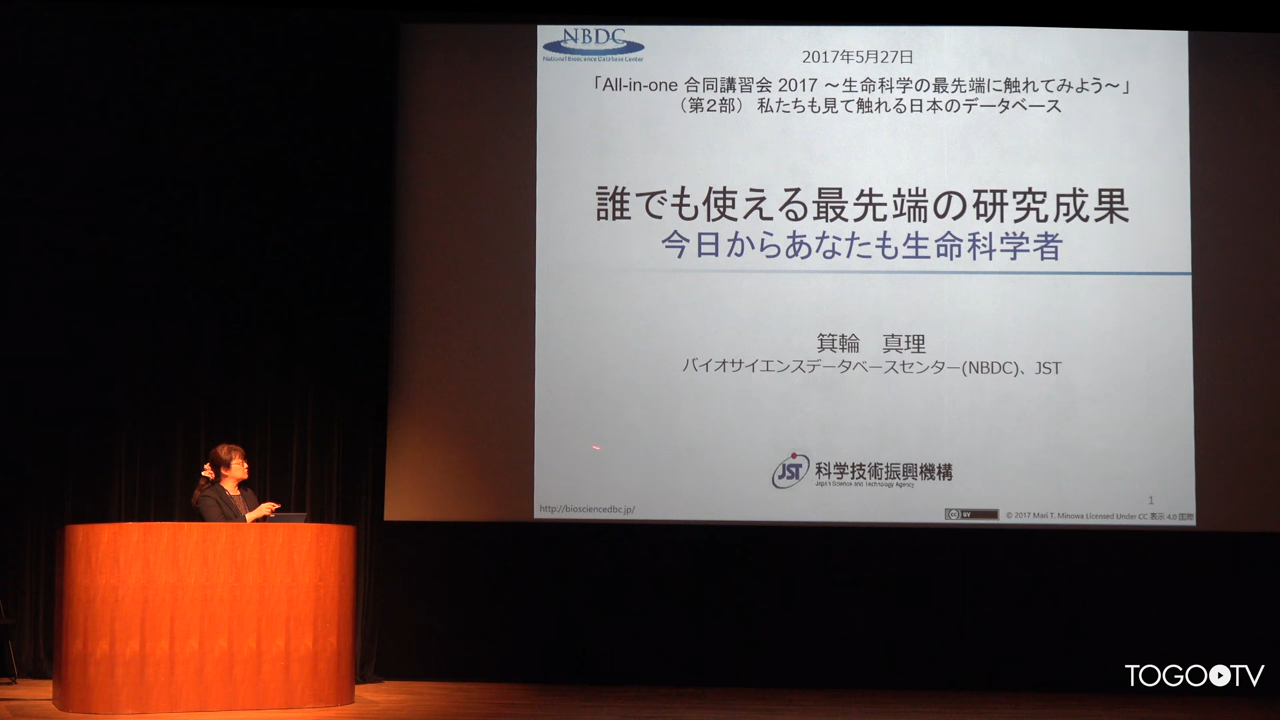 NBDC
National Bioscience Database Center
2017年5月27日
「All-in-one 合同講習会 2017 ～生命科学の最先端に触れてみよう～」
（第２部） 私たちも見て触れる日本のデータベース
誰でも使える最先端の研究成果
今日からあなたも生命科学者
箕輪　真理
バイオサイエンスデータベースセンター(NBDC)、JST
JST 科学技術振興機構
Japan Science and Technology Agency
1
http://biosciencedbc.jp/
cc BY © 2017 Mari T. Minowa Licensed Under CC 表示 4.0 国際
TOGOTV